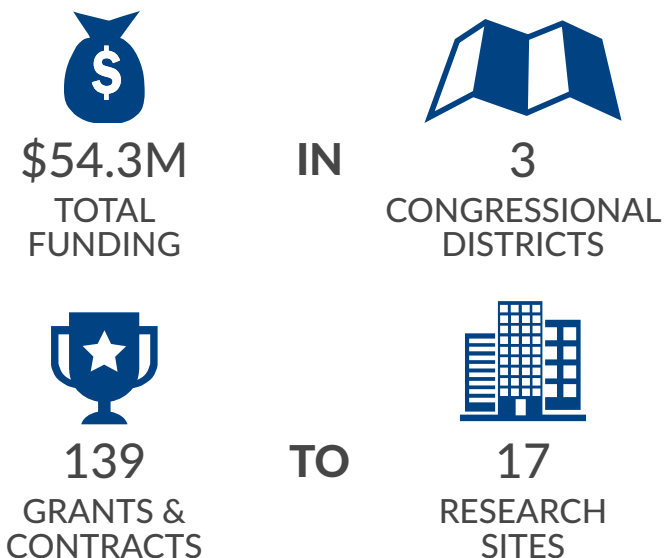 $
$54.3M IN 3
TOTAL FUNDING
CONGRESSIONAL DISTRICTS
139 TO 17
GRANTS &
CONTRACTS
RESEARCH
SITES